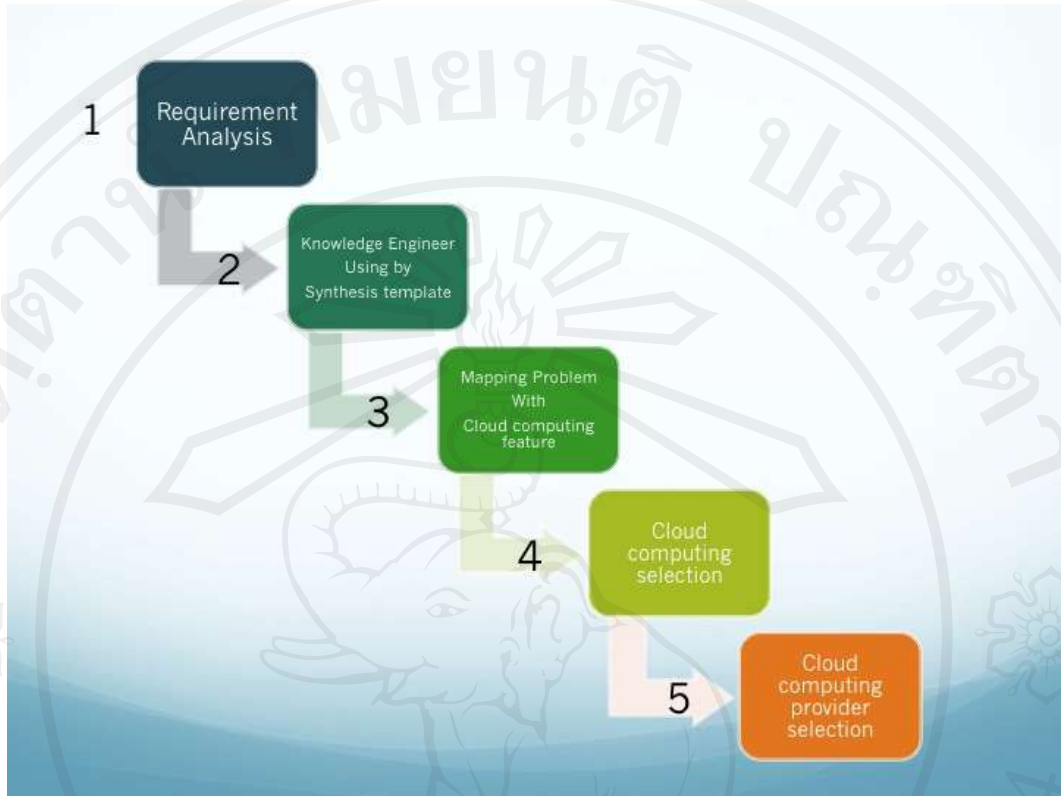 1
Requirement
Analysis
2
Knowledge Engineer
Using by
Synthesis template
3
Mapping Problem
With
Cloud computing
feature
4
Cloud
computing
selection
5
Cloud
computing
provider
selection